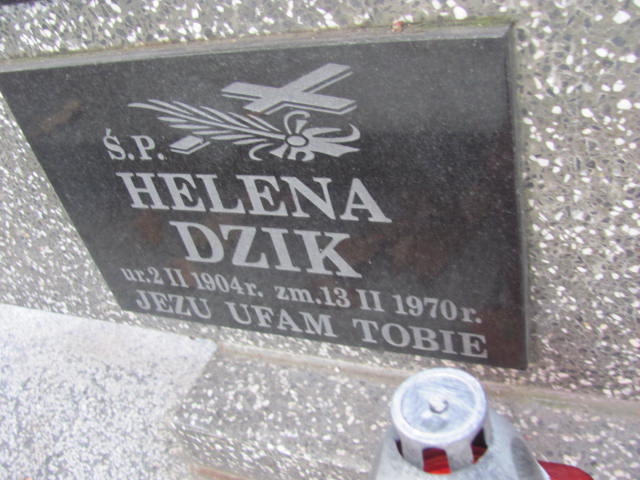 Ś.P.
HELENA
DZIK
ur.2 II 1904r. zm.13 II 1970r.
JEZU UFAM TOBIE